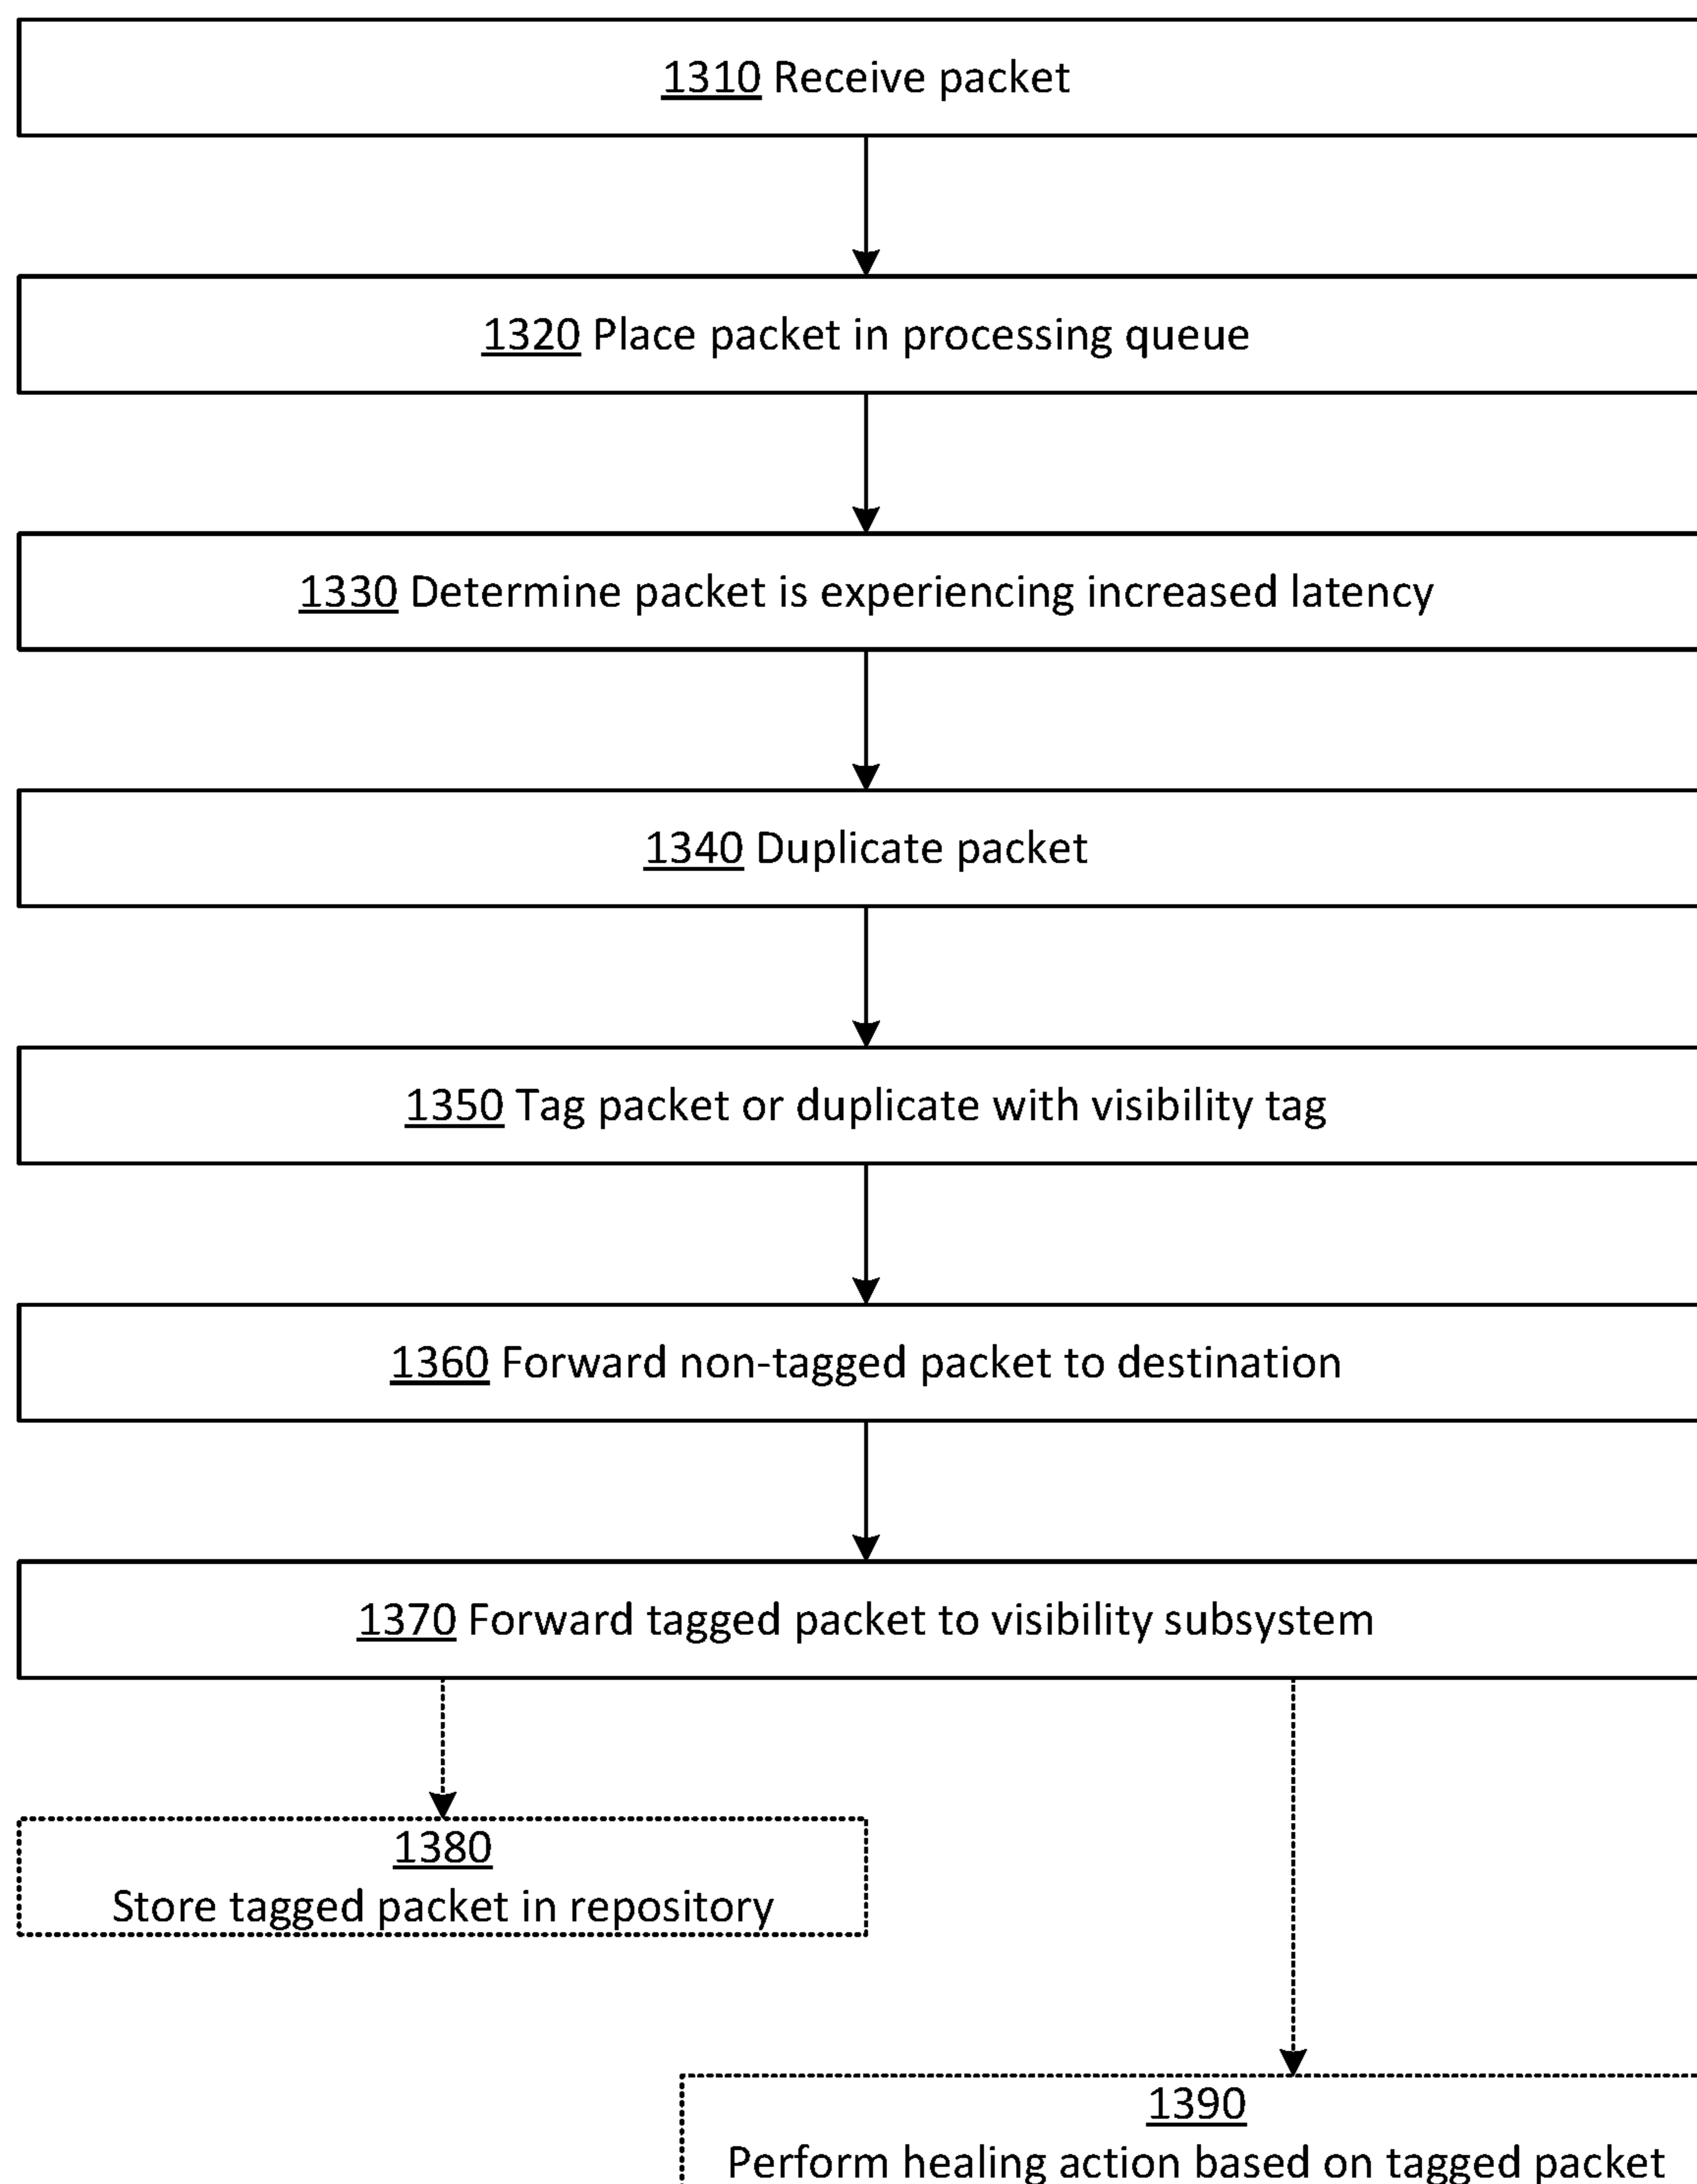 1310 Receive packet
1320 Place packet in processing queue
1330 Determine packet is experiencing increased latency
1340 Duplicate packet
1350 Tag packet or duplicate with visibility tag
1360 Forward non-tagged packet to destination
1370 Forward tagged packet to visibility subsystem
1380
Store tagged packet in repository
1390
Perform healing action based on tagged packet